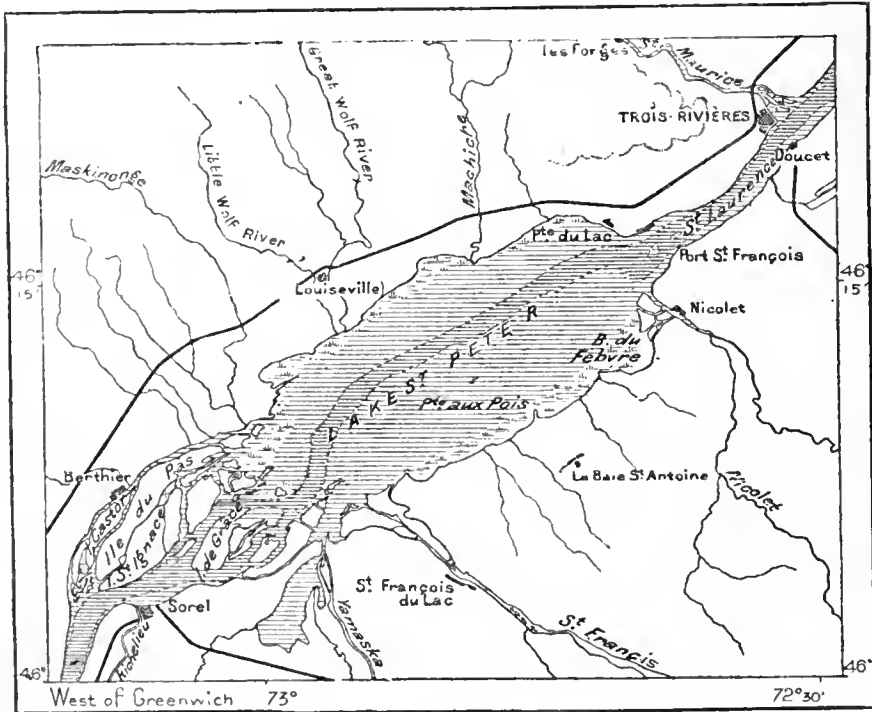 les Forges
St. Maurice
TROIS-RIVIÈRES
Doucet
Great Wolf River
Little Wolf River
Machiche
Maskinonge
St. Laurence
Pte. du Lac
Port St. François
46°
15'
46°
15'
Louiseville
Nicolet
B. du
Febvre
LAKE ST. PETER
Pte aux Pois
La Baie St. Antoine
Nicolet
Berthier
Castor
Ile du Pas
I. St. Ignace
de Grâce
Sorel
Richelieu
Yamaska
St. François
du Lac
St. Francis
46°
46°
West of Greenwich 73° 72°30'